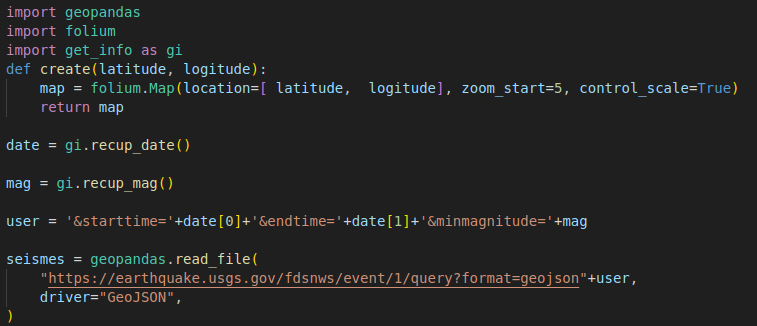 import geopandas
import folium
import get_info as gi
def create(latitude, logitude):
    map = folium.Map(location=[ latitude,  logitude], zoom_start=5, control_scale=True)
    return map

date = gi.recup_date()

mag = gi.recup_mag()

user = '&starttime='+date[0]+'&endtime='+date[1]+'&minmagnitude='+mag

seismes = geopandas.read_file(
    "https://earthquake.usgs.gov/fdsnws/event/1/query?format=geojson"+user,
    driver="GeoJSON",
)